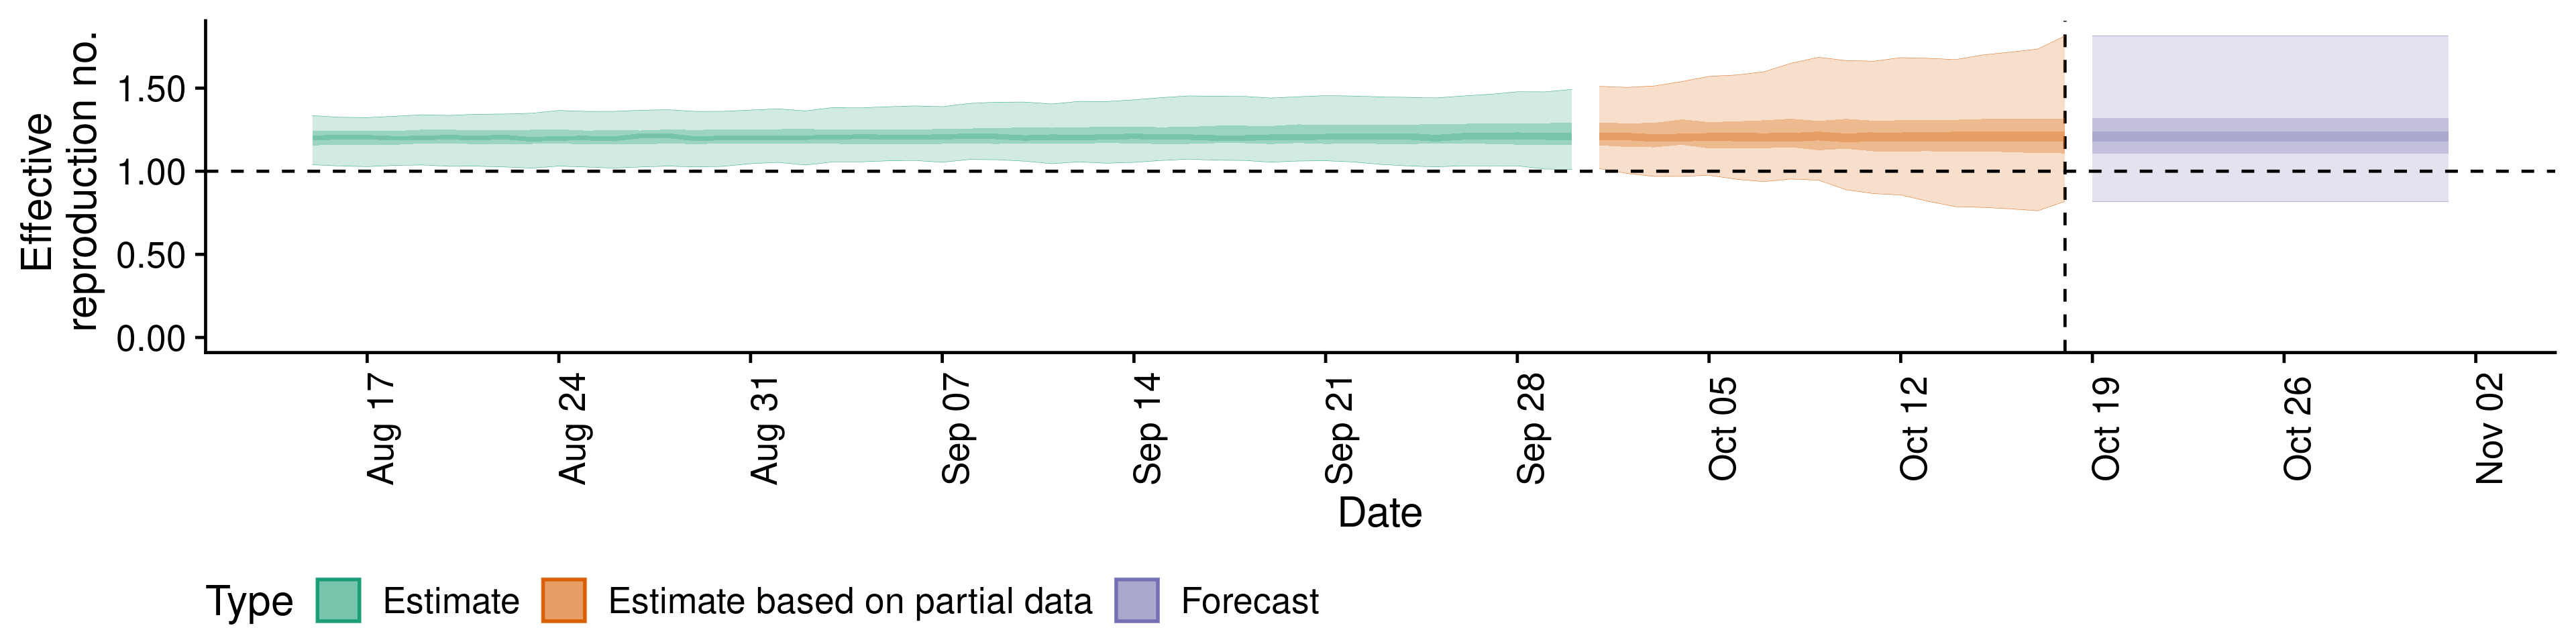 Effective
reproduction no.
1.50
1.00
0.50
0.00
Aug 17
Aug 24
Aug 31
Sep 07
Sep 14
Sep 21
Sep 28
Oct 05
Oct 12
Oct 19
Oct 26
Nov 02
Date
Type Estimate Estimate based on partial data Forecast